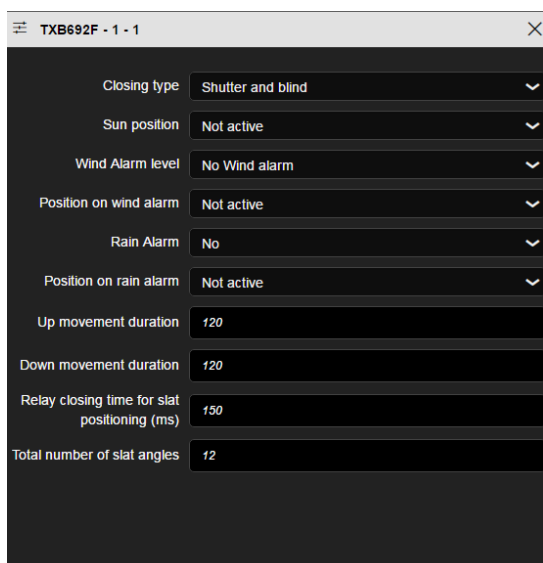 TXB692F - 1 - 1
Closing type Shutter and blind
Sun position Not active
Wind Alarm level No Wind alarm
Position on wind alarm Not active
Rain Alarm No
Position on rain alarm Not active
Up movement duration 120
Down movement duration 120
Relay closing time for slat
positioning (ms) 150
Total number of slat angles 12